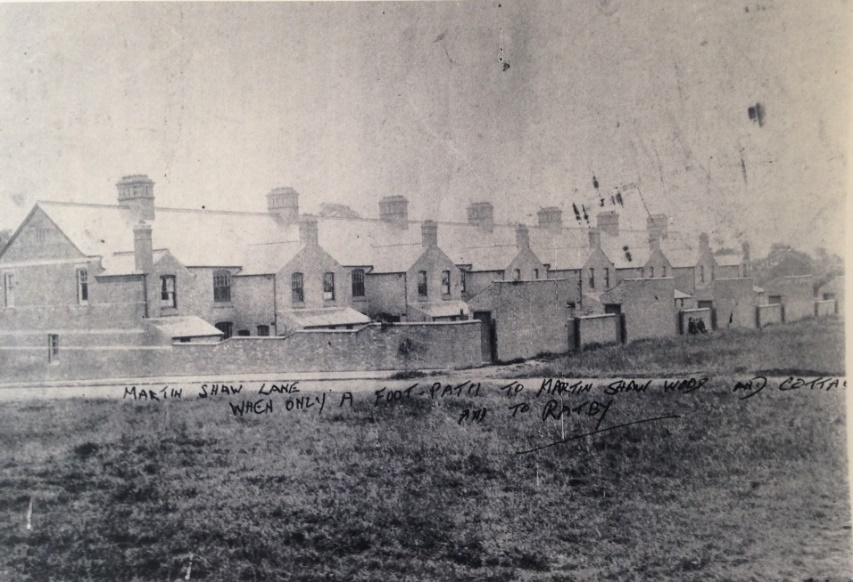 MARTIN SHAW LANE
WHEN ONLY A FOOT-PATH TO MARTIN SHAW WOOD AND COTTA
AND TO RATBY